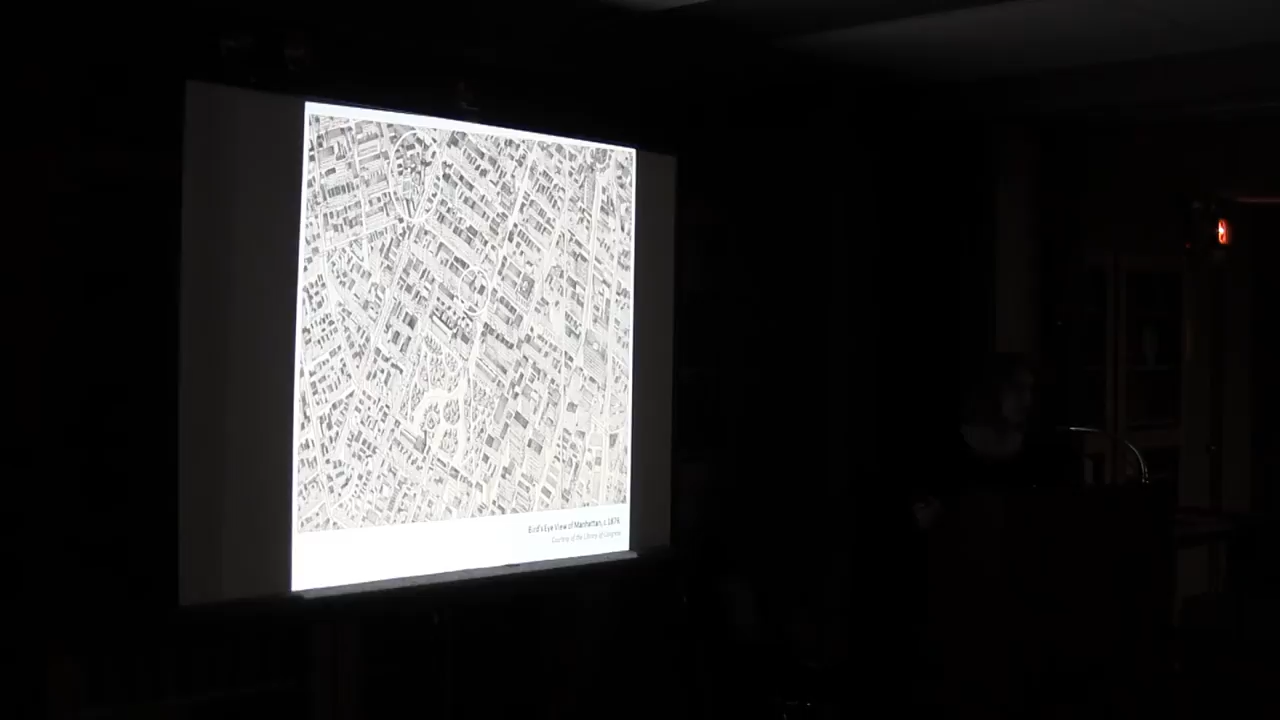 Bird's Eye View of Manhattan, c. 1876
Courtesy of the Library of Congress